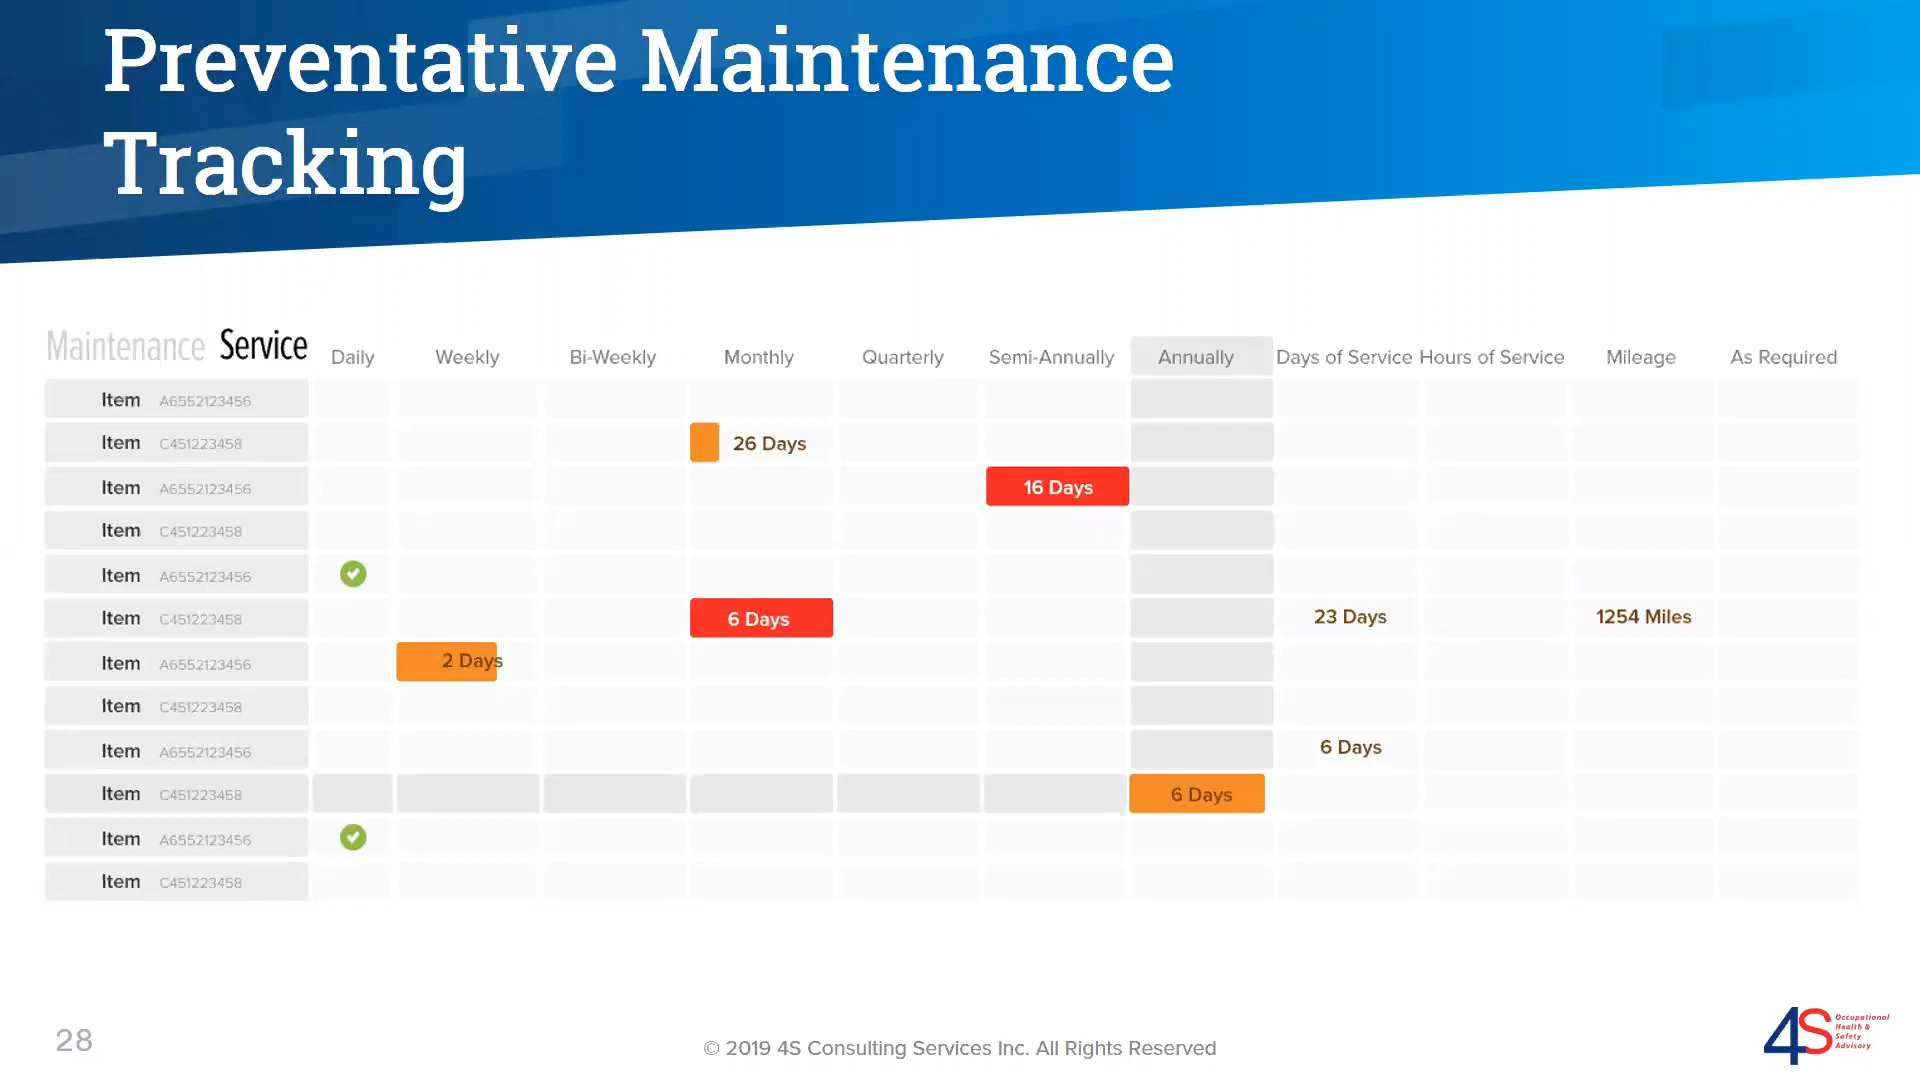 Preventative Maintenance
Tracking
Maintenance Service Daily Weekly Bi-Weekly Monthly Quarterly Semi-Annually Annually Days of Service Hours of Service Mileage As Required
Item A6552123456
Item C451223458 26 Days
Item A6552123456 16 Days
Item C451223458
Item A6552123456
Item C451223458 6 Days 23 Days 1254 Miles
Item A6552123456 2 Days
Item C451223458
Item A6552123456 6 Days
Item C451223458 6 Days
Item A6552123456
Item C451223458
28
© 2019 4S Consulting Services Inc. All Rights Reserved
4S
Occupational
Health &
Safety
Advisory